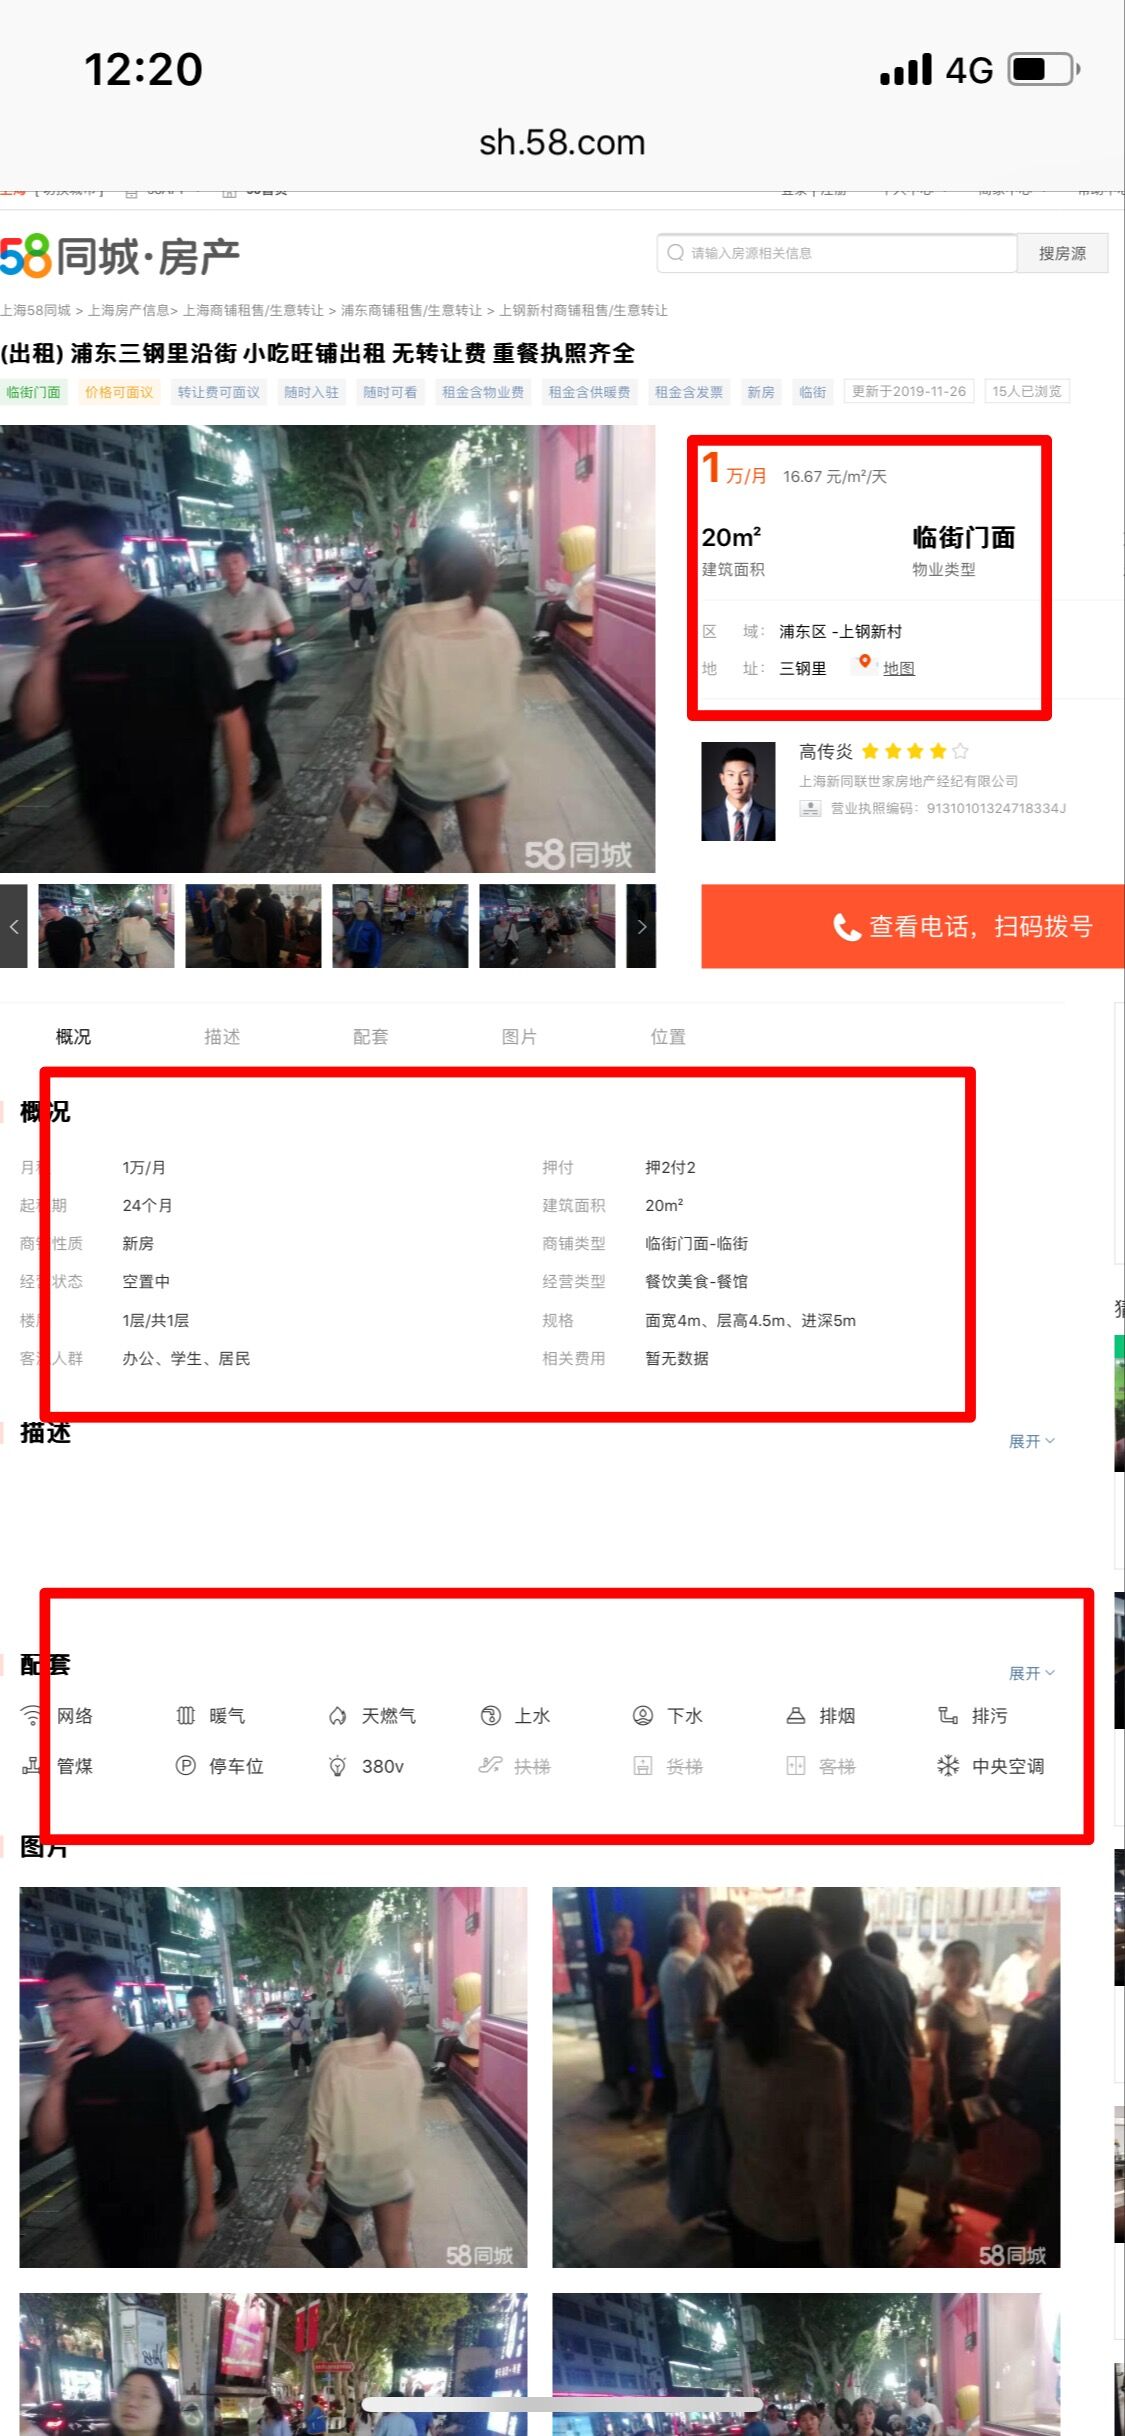 12:20
4G
sh.58.com
58同城·房产
请输入房源相关信息
搜房源
上海58同城 > 上海房产信息> 上海商铺租售/生意转让 > 浦东商铺租售/生意转让 > 上钢新村商铺租售/生意转让
(出租) 浦东三钢里沿街 小吃旺铺出租 无转让费 重餐执照齐全
临街门面 价格可面议 转让费可面议 随时入驻 随时可看 租金含物业费 租金含供暖费 租金含发票 新房 临街 更新于2019-11-26 15人已浏览
1万/月 16.67 元/m²/天
20m² 临街门面
建筑面积 物业类型
区 域： 浦东区 -上钢新村
地 址： 三钢里 地图
高传炎
上海新同联世家房地产经纪有限公司
营业执照编码：91310101324718334J
58同城
查看电话，扫码拨号
概况 描述 配套 图片 位置
概况
1万/月 押付 押2付2
24个月 建筑面积 20m²
新房 商铺类型 临街门面-临街
空置中 经营类型 餐饮美食-餐馆
1层/共1层 规格 面宽4m、层高4.5m、进深5m
办公、学生、居民 相关费用 暂无数据
描述
展开
配套
展开
网络 暖气 天燃气 上水 下水 排烟 排污
管煤 停车位 380v 扶梯 货梯 客梯 中央空调
图片
58同城
58同城